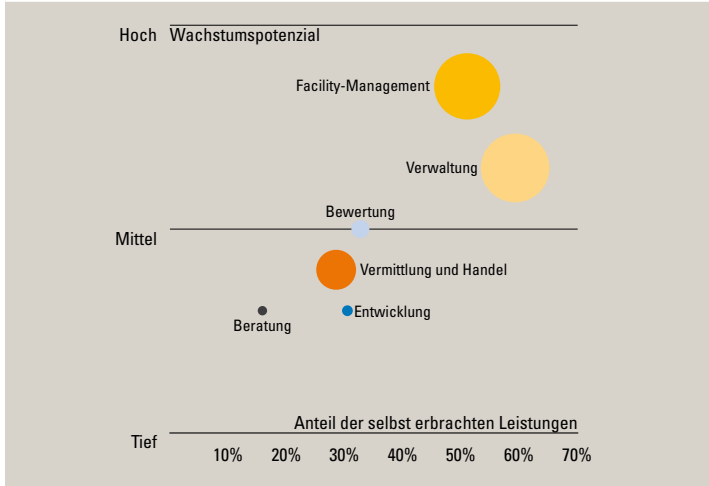 Hoch Wachstumspotenzial
Facility-Management
Verwaltung
Bewertung
Mittel
Vermittlung und Handel
Entwicklung
Beratung
Anteil der selbst erbrachten Leistungen
Tief
10% 20% 30% 40% 50% 60% 70%